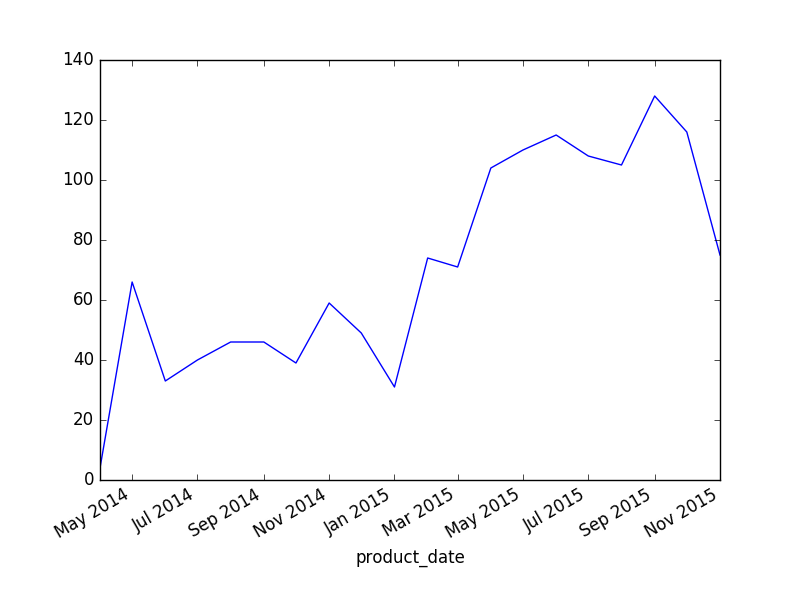 140
120
100
80
60
40
20
0
May 2014
Jul 2014
Sep 2014
Nov 2014
Jan 2015
Mar 2015
May 2015
Jul 2015
Sep 2015
Nov 2015
product_date